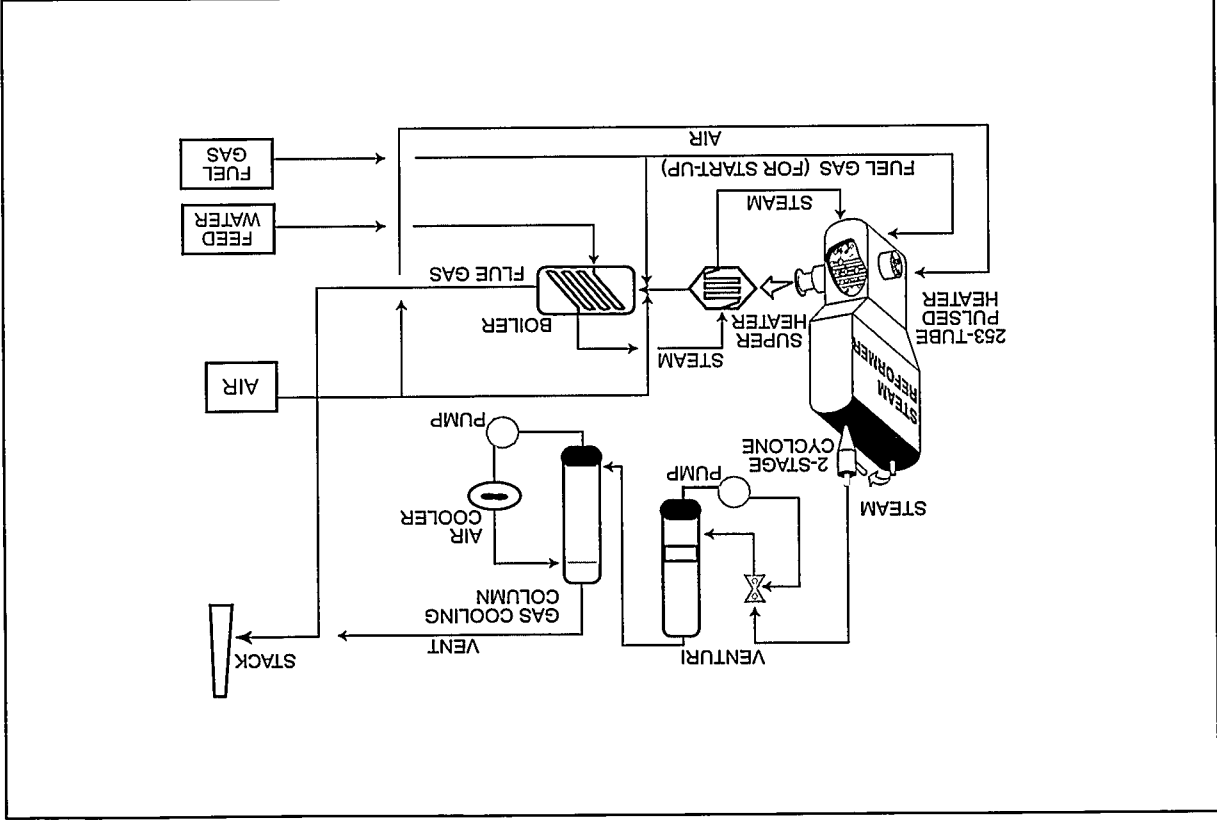 VENTURI
STACK
VENT
GAS COOLING
COLUMN
AIR
COOLER
STEAM
2-STAGE
CYCLONE
PUMP
PUMP
STEAM
REFORMER
AIR
STEAM
SUPER
HEATER
BOILER
253-TUBE
PULSED
HEATER
FLUE GAS
FEED
WATER
STEAM
FUEL GAS (FOR START-UP)
FUEL
GAS
AIR